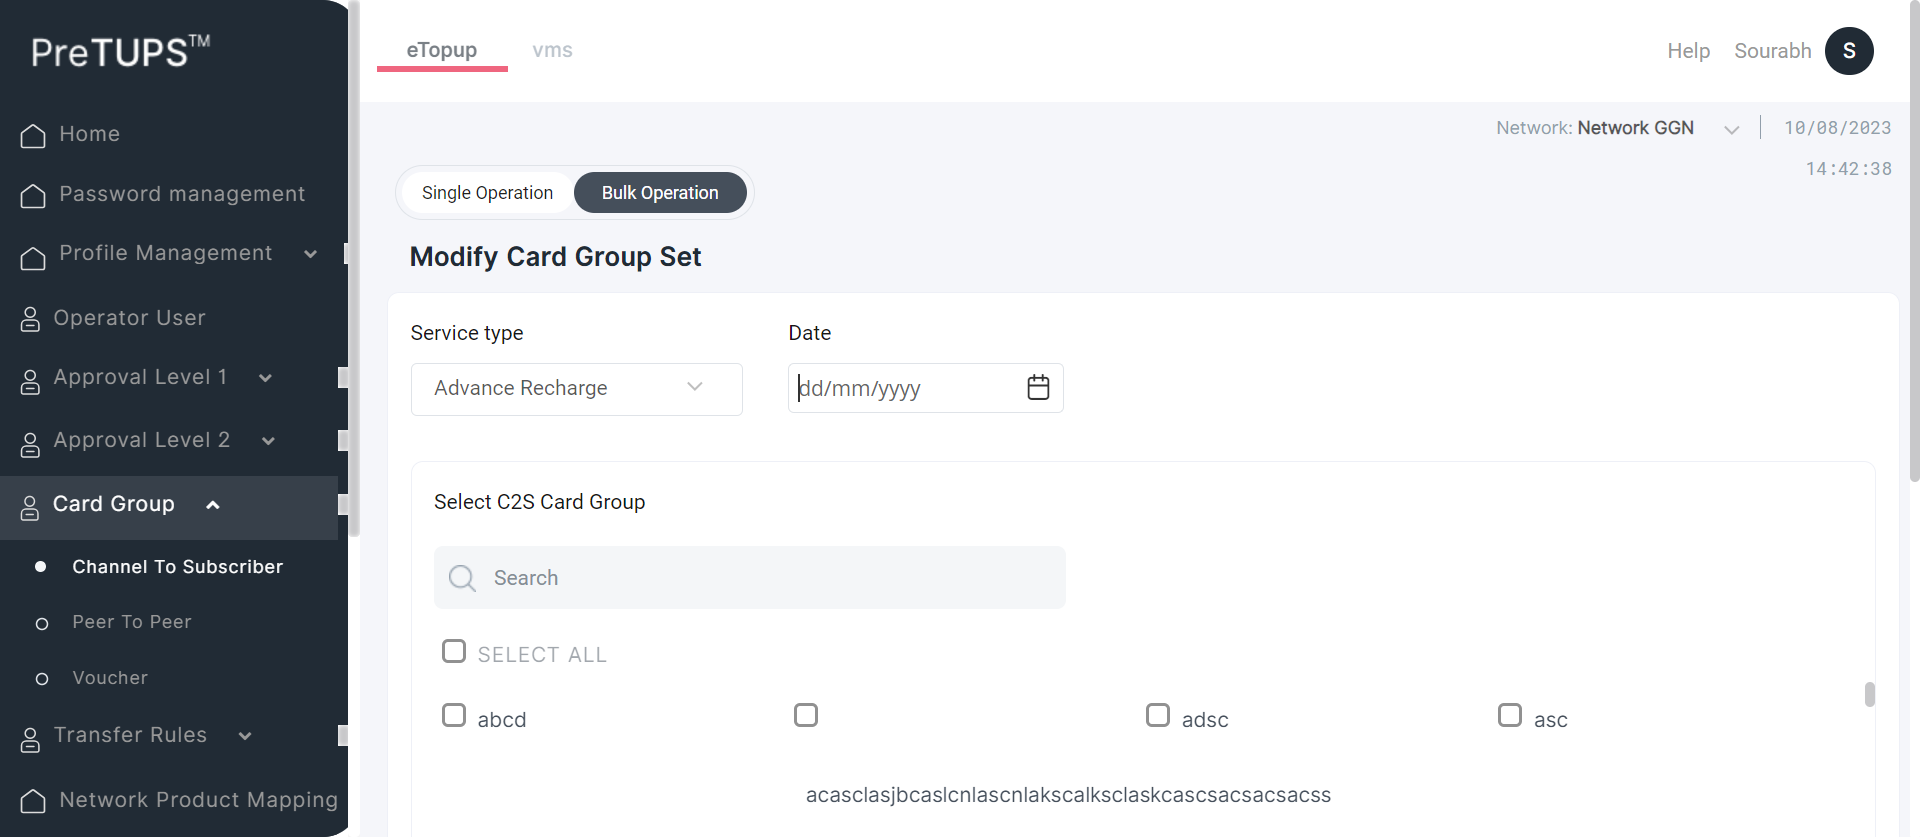 PreTUPS™
Home
Password management
Profile Management
Operator User
Approval Level 1
Approval Level 2
Card Group
Channel To Subscriber
Peer To Peer
Voucher
Transfer Rules
Network Product Mapping
eTopup vms
Help Sourabh S
Network: Network GGN 10/08/2023
14:42:38
Single Operation Bulk Operation
Modify Card Group Set
Service type Date
Advance Recharge dd/mm/yyyy
Select C2S Card Group
Search
SELECT ALL
abcd adsc asc
acasclasjbcaslcnlascnlakscalksclaskcascsacsacsacss